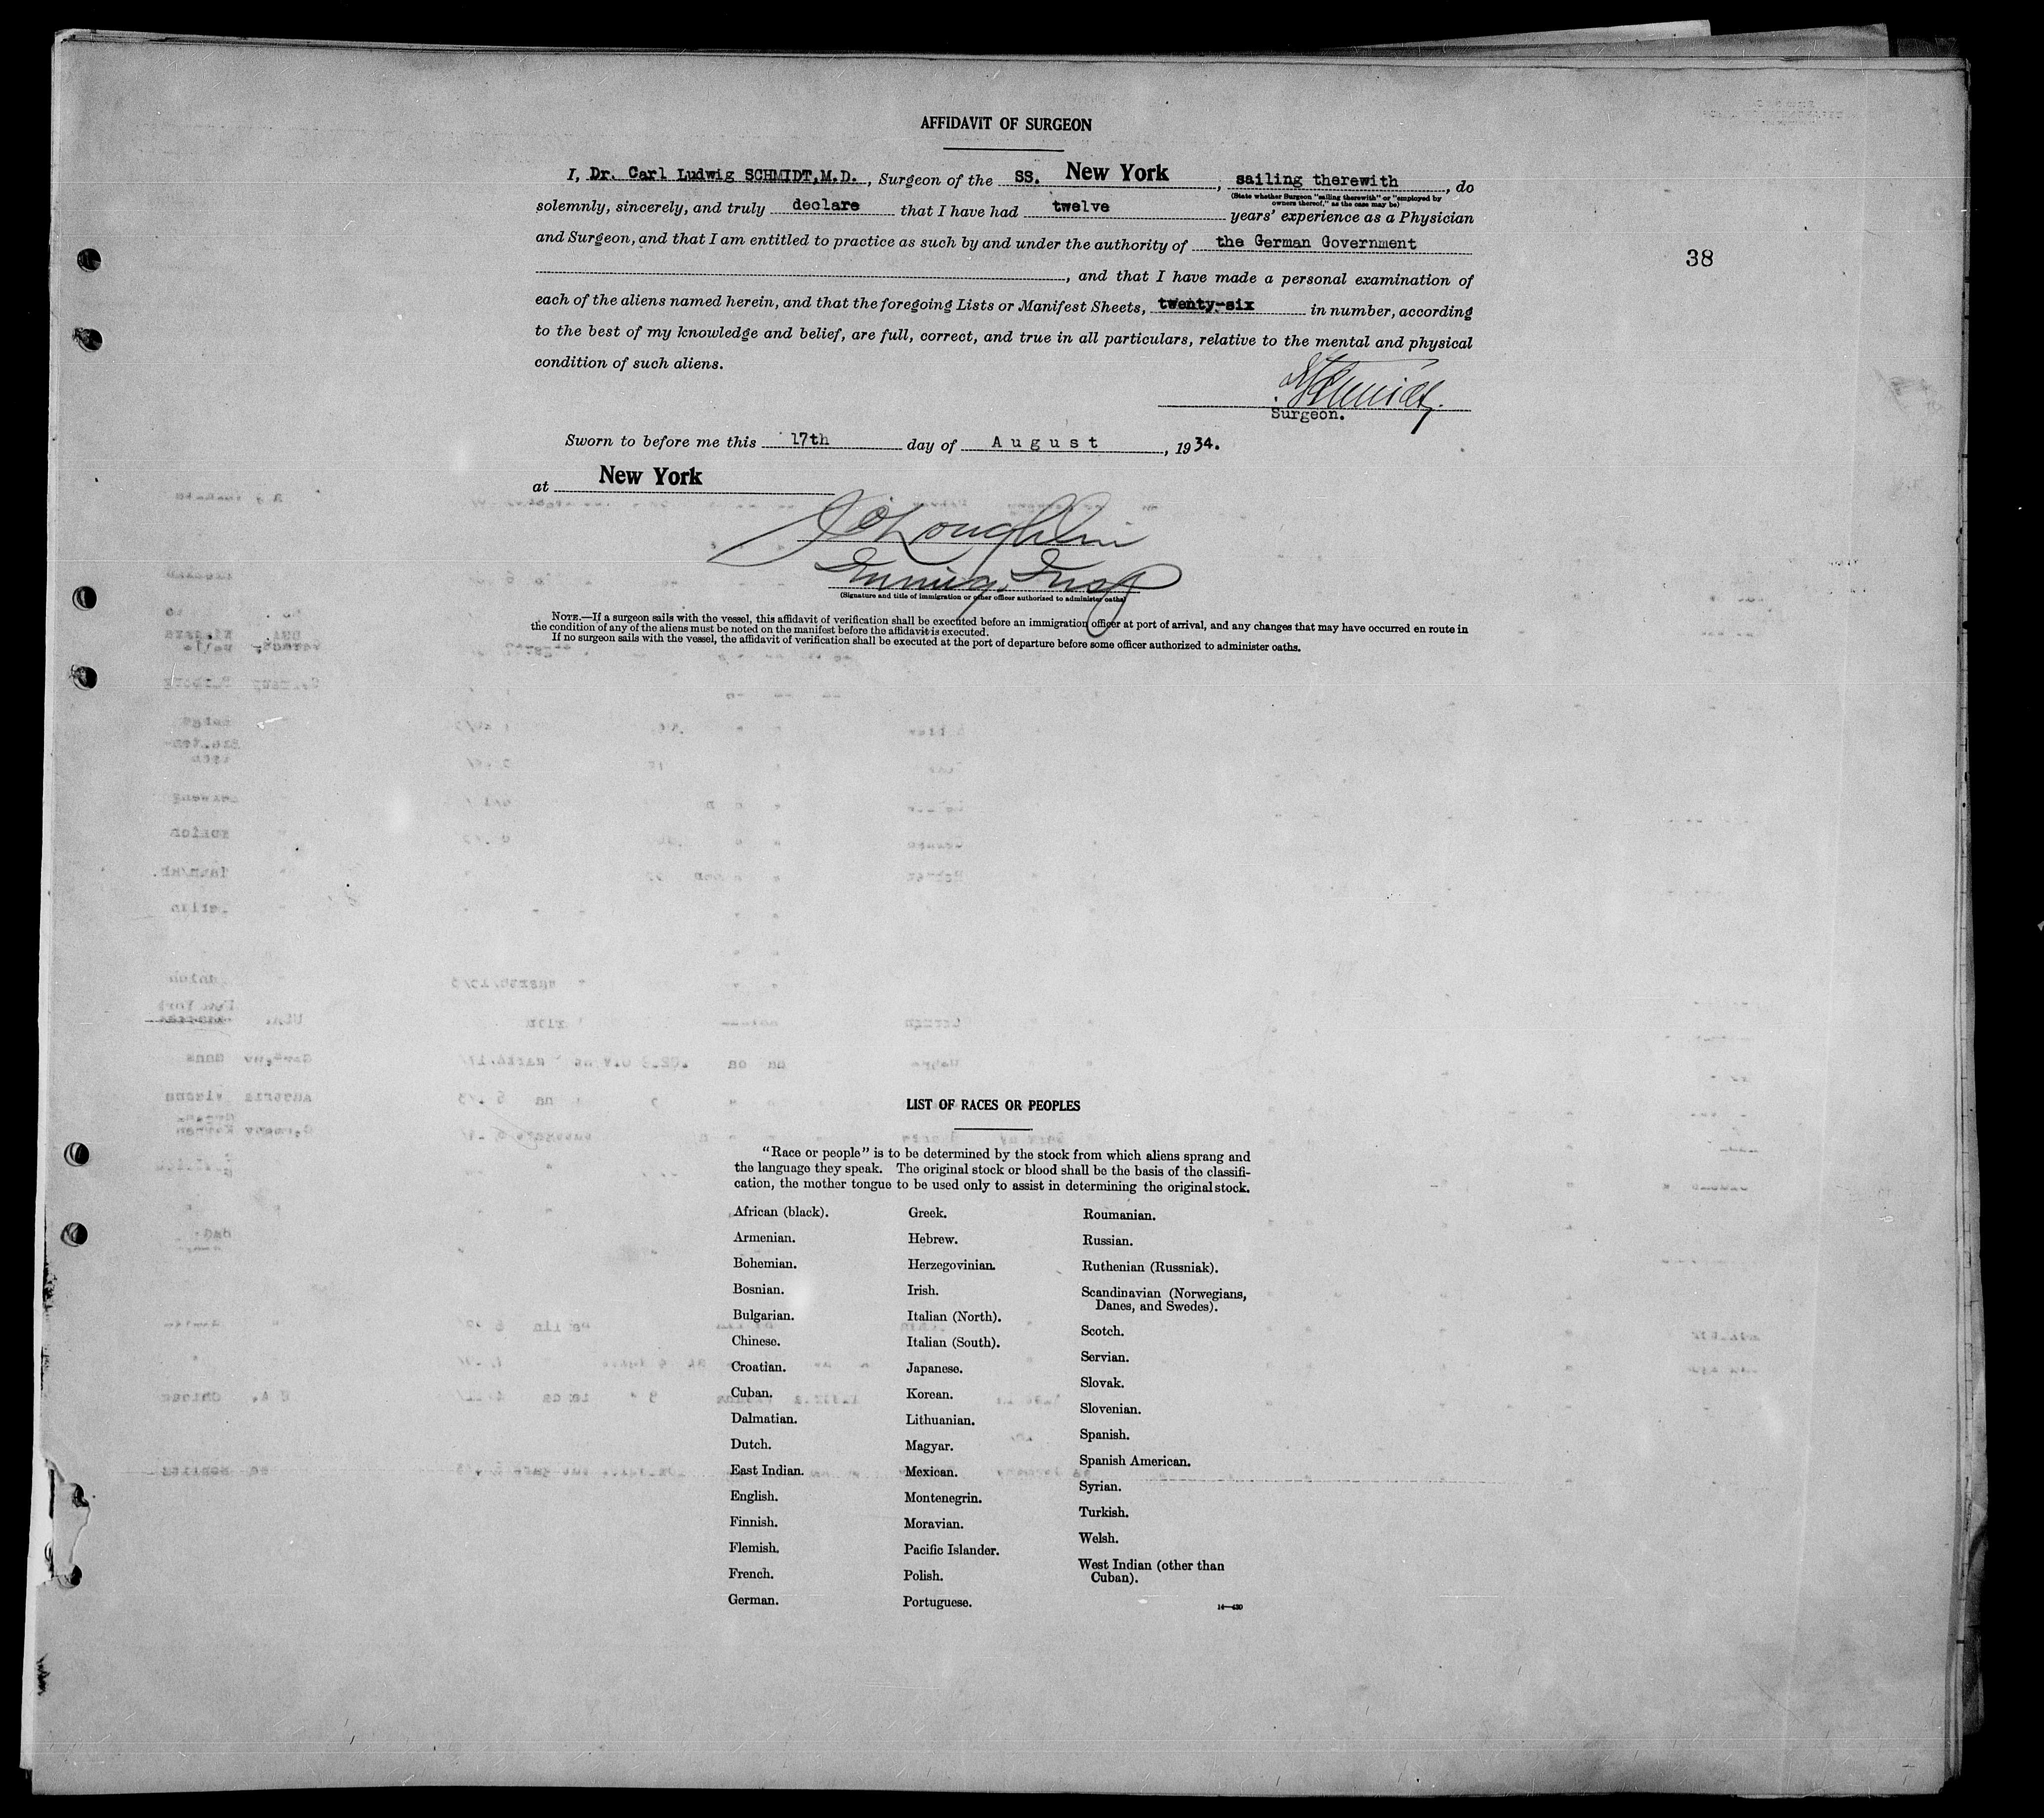 AFFIDAVIT OF SURGEON
I, Dr. Carl Ludwig SCHMIDT,M.D. , Surgeon of the ss. New York , sailing therewith , do
(State whether Surgeon "sailing therewith" or "employed by
owners thereof," as the case may be)
solemnly, sincerely, and truly declare that I have had twelve years' experience as a Physician
and Surgeon, and that I am entitled to practice as such by and under the authority of the German Government
38
, and that I have made a personal examination of
each of the aliens named herein, and that the foregoing Lists or Manifest Sheets, twenty-six in number, according
to the best of my knowledge and belief, are full, correct, and true in all particulars, relative to the mental and physical
condition of such aliens.
Schmidt.
Surgeon.
Sworn to before me this 17th day of August , 1934.
at New York
J O'Loughlin
Immig. Insp
(Signature and title of immigration or other officer authorized to administer oaths)
NOTE.—If a surgeon sails with the vessel, this affidavit of verification shall be executed before an immigration officer at port of arrival, and any changes that may have occurred en route in
the condition of any of the aliens must be noted on the manifest before the affidavit is executed.
If no surgeon sails with the vessel, the affidavit of verification shall be executed at the port of departure before some officer authorized to administer oaths.
LIST OF RACES OR PEOPLES
"Race or people" is to be determined by the stock from which aliens sprang and
the language they speak. The original stock or blood shall be the basis of the classifi-
cation, the mother tongue to be used only to assist in determining the original stock.
African (black).
Armenian.
Bohemian.
Bosnian.
Bulgarian.
Chinese.
Croatian.
Cuban.
Dalmatian.
Dutch.
East Indian.
English.
Finnish.
Flemish.
French.
German.
Greek.
Hebrew.
Herzegovinian.
Irish.
Italian (North).
Italian (South).
Japanese.
Korean.
Lithuanian.
Magyar.
Mexican.
Montenegrin.
Moravian.
Pacific Islander.
Polish.
Portuguese.
Roumanian.
Russian.
Ruthenian (Russniak).
Scandinavian (Norwegians,
Danes, and Swedes).
Scotch.
Servian.
Slovak.
Slovenian.
Spanish.
Spanish American.
Syrian.
Turkish.
Welsh.
West Indian (other than
Cuban).
14—430